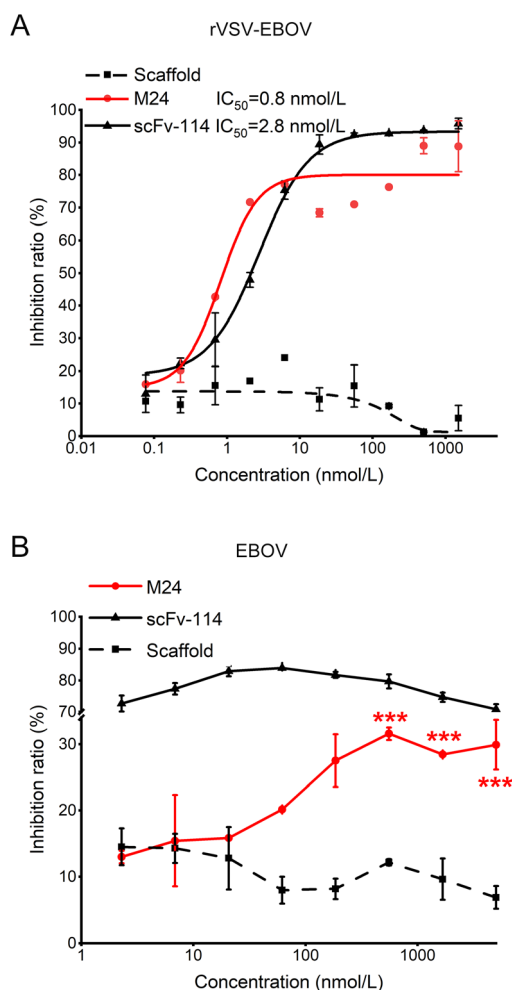 A
rVSV-EBOV
Scaffold
M24 IC50=0.8 nmol/L
scFv-114 IC50=2.8 nmol/L
100
90
80
70
60
50
40
30
20
10
0
Inhibition ratio (%)
0.01 0.1 1 10 100 1000
Concentration (nmol/L)
B
EBOV
M24
scFv-114
Scaffold
100
90
80
70
30
20
10
0
Inhibition ratio (%)
***
***
***
1 10 100 1000
Concentration (nmol/L)